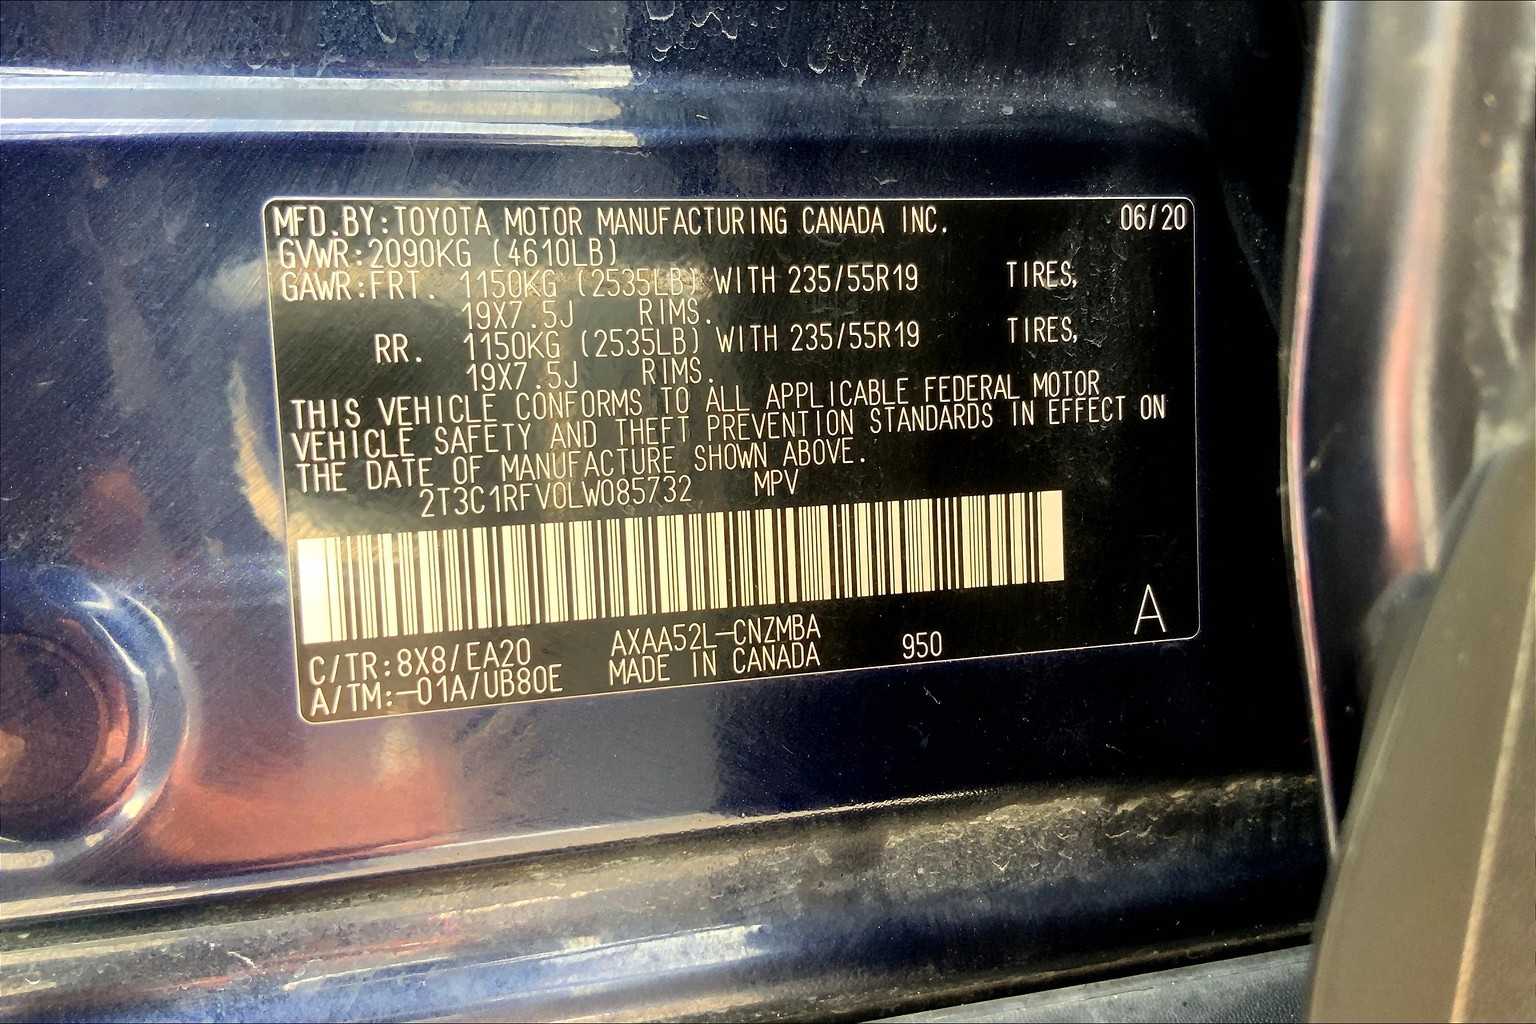 MFD.BY:TOYOTA MOTOR MANUFACTURING CANADA INC. 06/20
GVWR:2090KG (4610LB)
GAWR:FRT. 1150KG (2535LB) WITH 235/55R19 TIRES,
19X7.5J RIMS.
RR. 1150KG (2535LB) WITH 235/55R19 TIRES,
19X7.5J RIMS.
THIS VEHICLE CONFORMS TO ALL APPLICABLE FEDERAL MOTOR
VEHICLE SAFETY AND THEFT PREVENTION STANDARDS IN EFFECT ON
THE DATE OF MANUFACTURE SHOWN ABOVE.
2T3C1RFV0LW085732 MPV
C/TR:8X8/EA20 AXAA52L-CNZMBA 950 A
A/TM:-01A/UB80E MADE IN CANADA